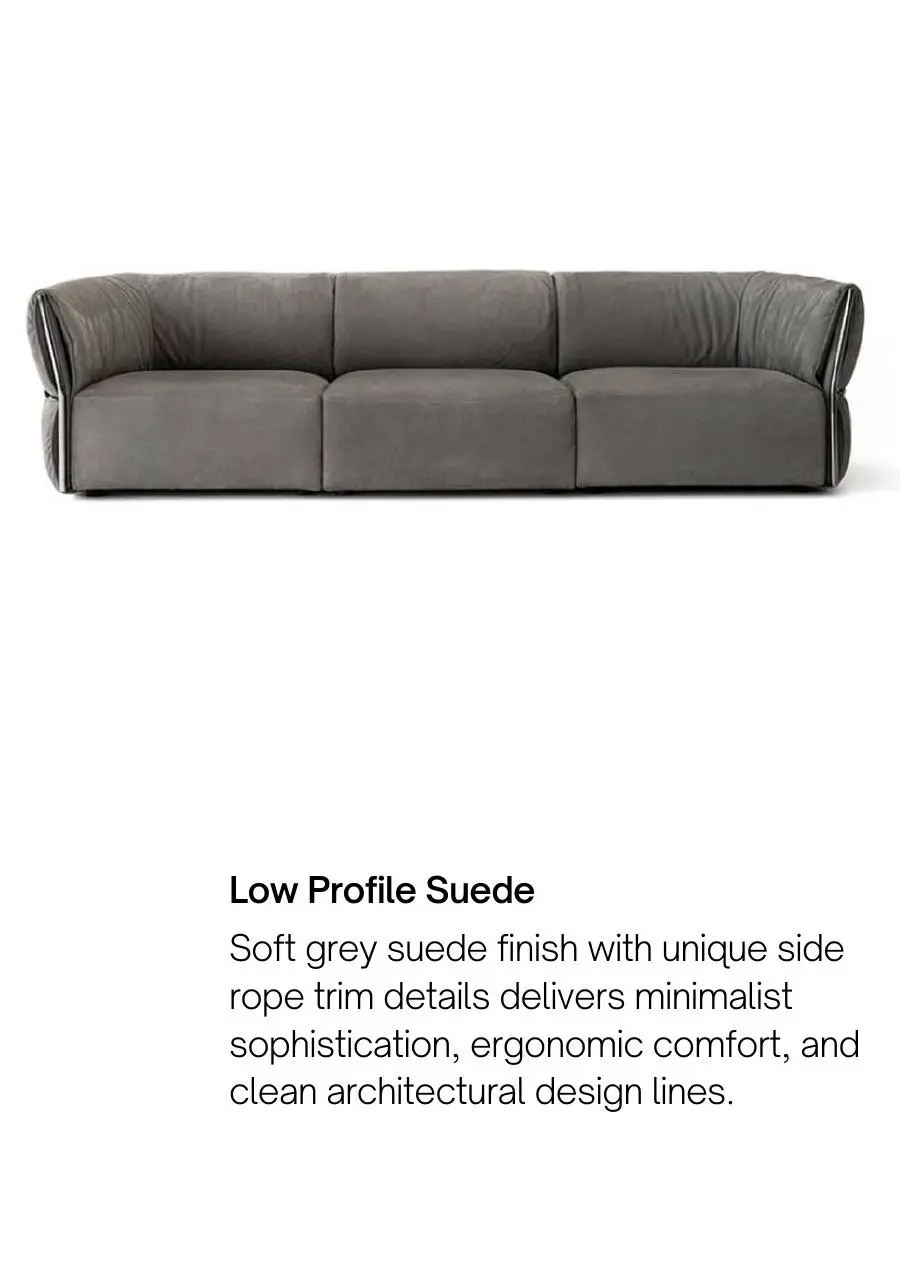 Low Profile Suede
Soft grey suede finish with unique side
rope trim details delivers minimalist
sophistication, ergonomic comfort, and
clean architectural design lines.